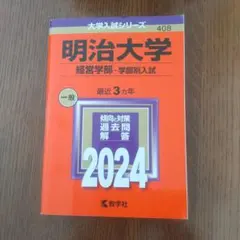 大学入試シリーズ
408
明治大学
経営学部-学部別入試
最近3カ年
一般
傾向と対策
過去問
解答
2024
教学社